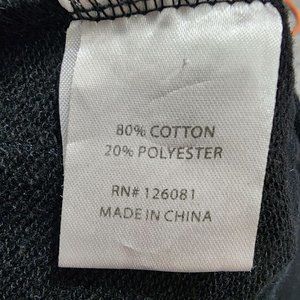 80% COTTON
20% POLYESTER
RN# 126081
MADE IN CHINA